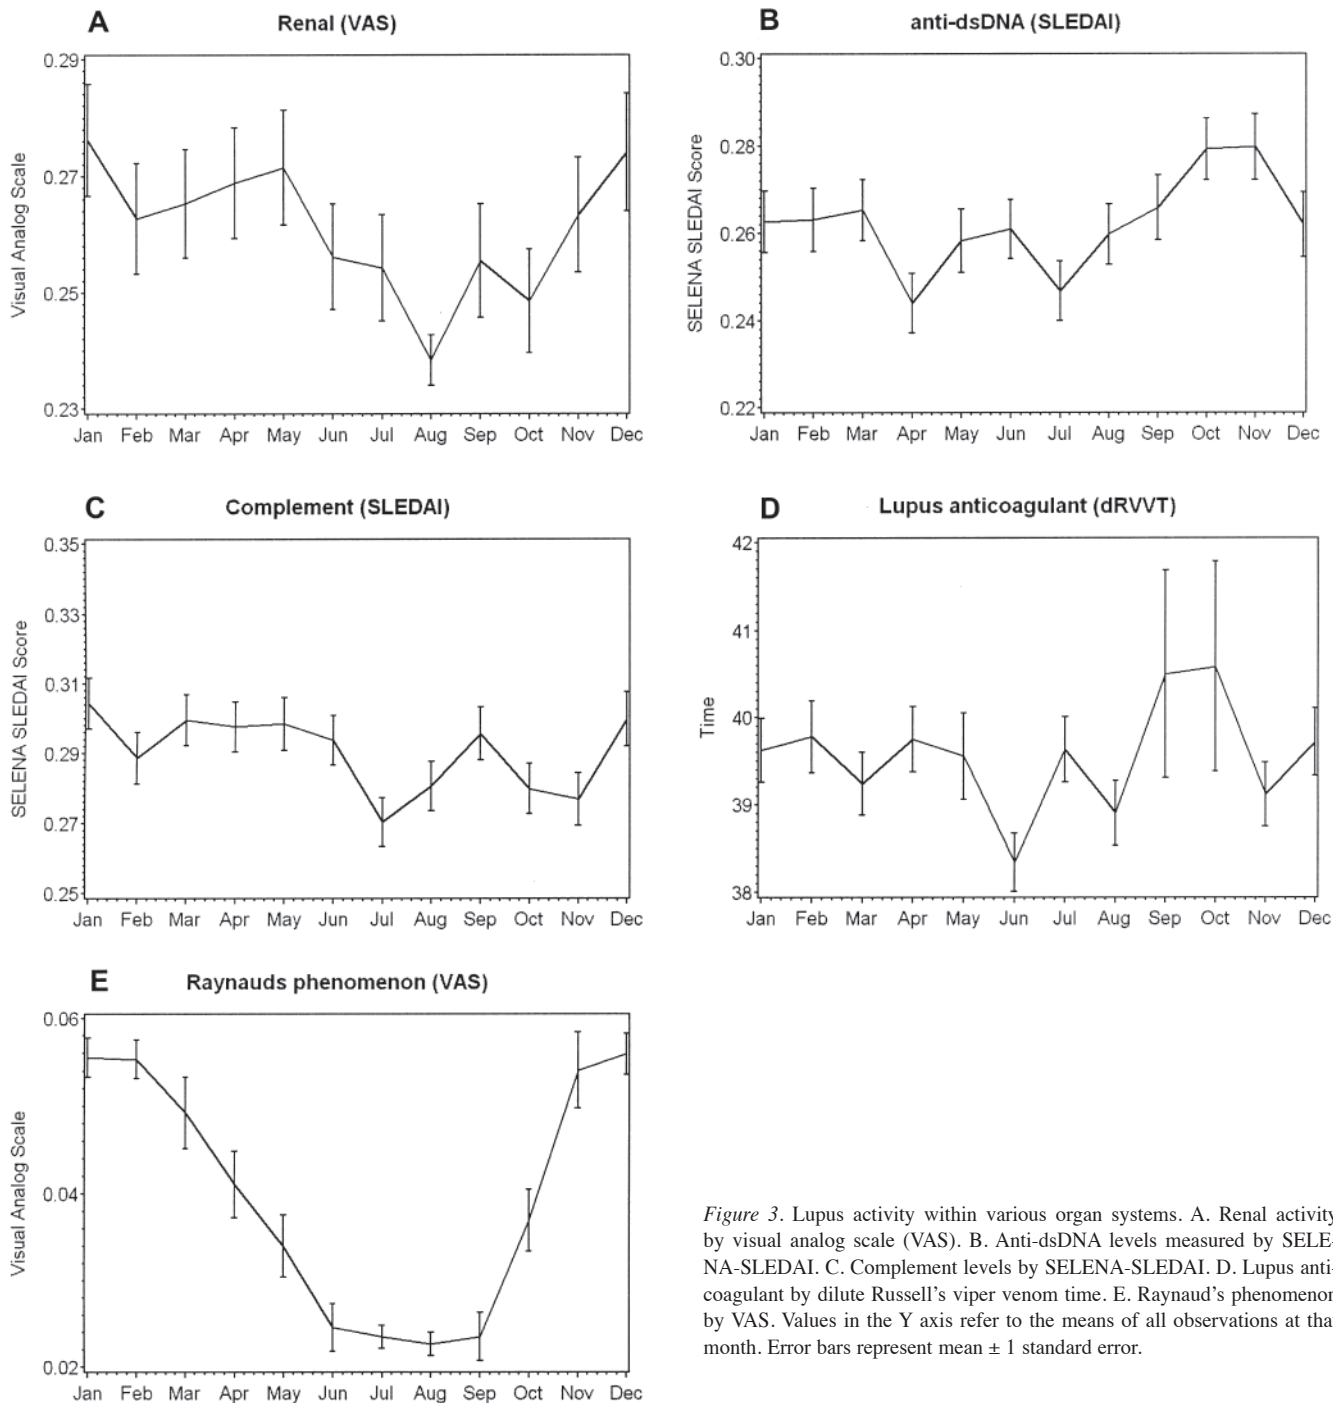 A
Renal (VAS)
0.29
0.27
0.25
0.23
Visual Analog Scale
Jan Feb Mar Apr May Jun Jul Aug Sep Oct Nov Dec
B
anti-dsDNA (SLEDAI)
0.30
0.28
0.26
0.24
0.22
SELENA SLEDAI Score
Jan Feb Mar Apr May Jun Jul Aug Sep Oct Nov Dec
C
Complement (SLEDAI)
0.35
0.33
0.31
0.29
0.27
0.25
SELENA SLEDAI Score
Jan Feb Mar Apr May Jun Jul Aug Sep Oct Nov Dec
D
Lupus anticoagulant (dRVVT)
42
41
40
39
38
Time
Jan Feb Mar Apr May Jun Jul Aug Sep Oct Nov Dec
E
Raynauds phenomenon (VAS)
0.06
0.04
0.02
Visual Analog Scale
Jan Feb Mar Apr May Jun Jul Aug Sep Oct Nov Dec
Figure 3. Lupus activity within various organ systems. A. Renal activity
by visual analog scale (VAS). B. Anti-dsDNA levels measured by SELE-
NA-SLEDAI. C. Complement levels by SELENA-SLEDAI. D. Lupus anti-
coagulant by dilute Russell's viper venom time. E. Raynaud's phenomenon
by VAS. Values in the Y axis refer to the means of all observations at tha
month. Error bars represent mean ± 1 standard error.